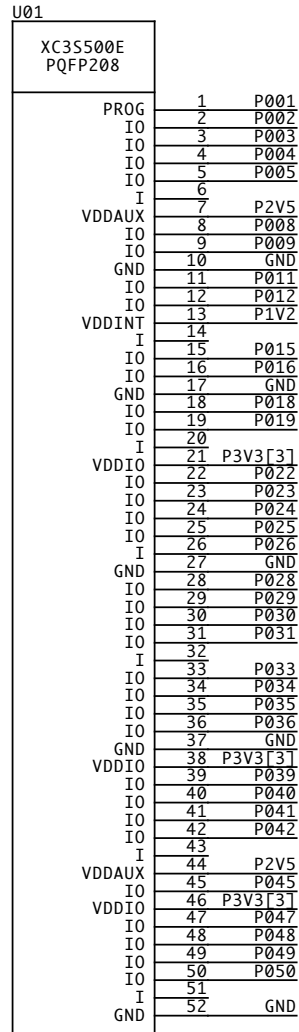 U01
XC3S500E
PQFP208
PROG 1 P001
IO 2 P002
IO 3 P003
IO 4 P004
IO 5 P005
I 6
VDDAUX 7 P2V5
IO 8 P008
IO 9 P009
GND 10 GND
IO 11 P011
IO 12 P012
VDDINT 13 P1V2
I 14
IO 15 P015
IO 16 P016
GND 17 GND
IO 18 P018
IO 19 P019
I 20
VDDIO 21 P3V3[3]
IO 22 P022
IO 23 P023
IO 24 P024
IO 25 P025
I 26 P026
GND 27 GND
IO 28 P028
IO 29 P029
IO 30 P030
IO 31 P031
I 32
IO 33 P033
IO 34 P034
IO 35 P035
IO 36 P036
GND 37 GND
VDDIO 38 P3V3[3]
IO 39 P039
IO 40 P040
IO 41 P041
IO 42 P042
I 43
VDDAUX 44 P2V5
IO 45 P045
VDDIO 46 P3V3[3]
IO 47 P047
IO 48 P048
IO 49 P049
IO 50 P050
I 51
GND 52 GND